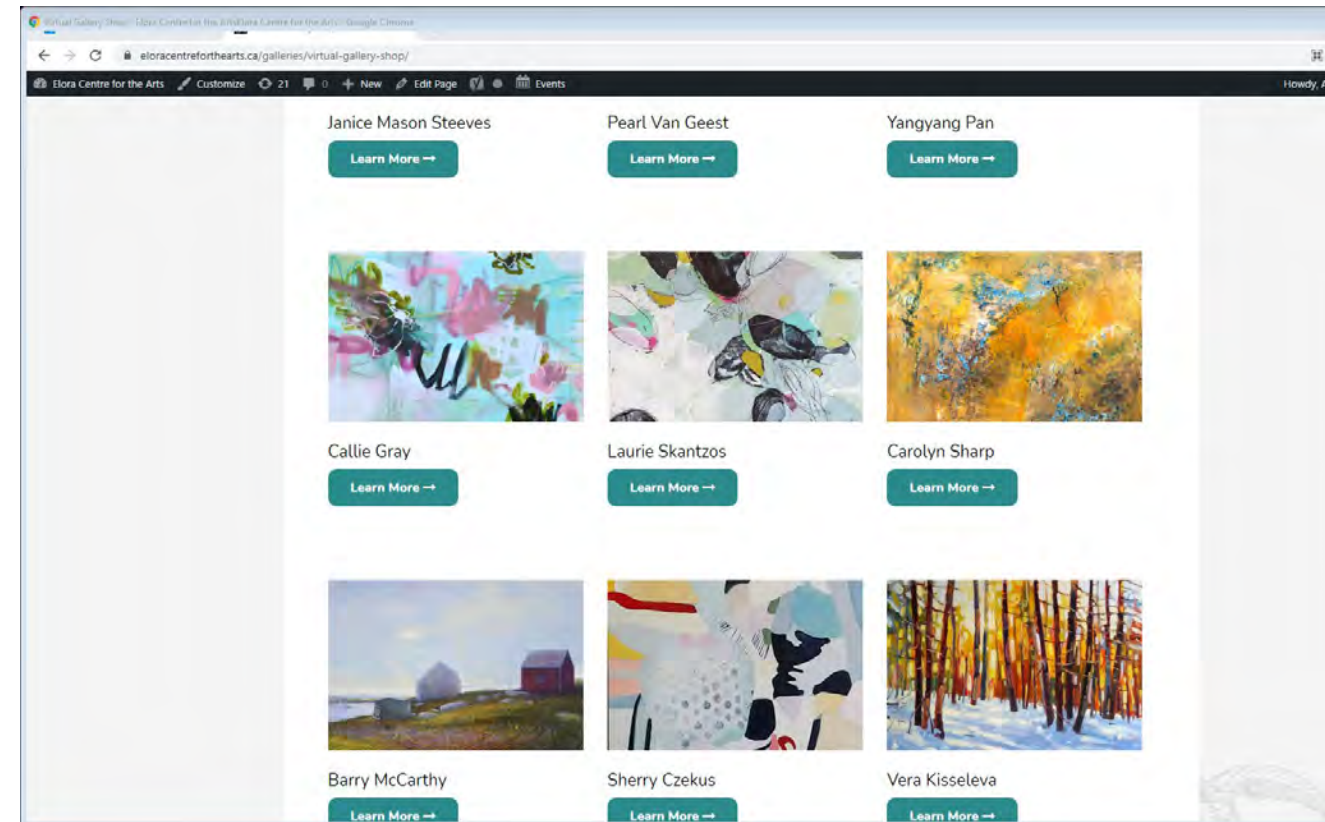 eloracentreforthearts.ca/galleries/virtual-gallery-shop/
Elora Centre for the Arts Customize 21 0 New Edit Page Events Howdy, A
Janice Mason Steeves Pearl Van Geest Yangyang Pan
Learn More → Learn More → Learn More →
Callie Gray Laurie Skantzos Carolyn Sharp
Learn More → Learn More → Learn More →
Barry McCarthy Sherry Czekus Vera Kisseleva
Learn More → Learn More → Learn More →